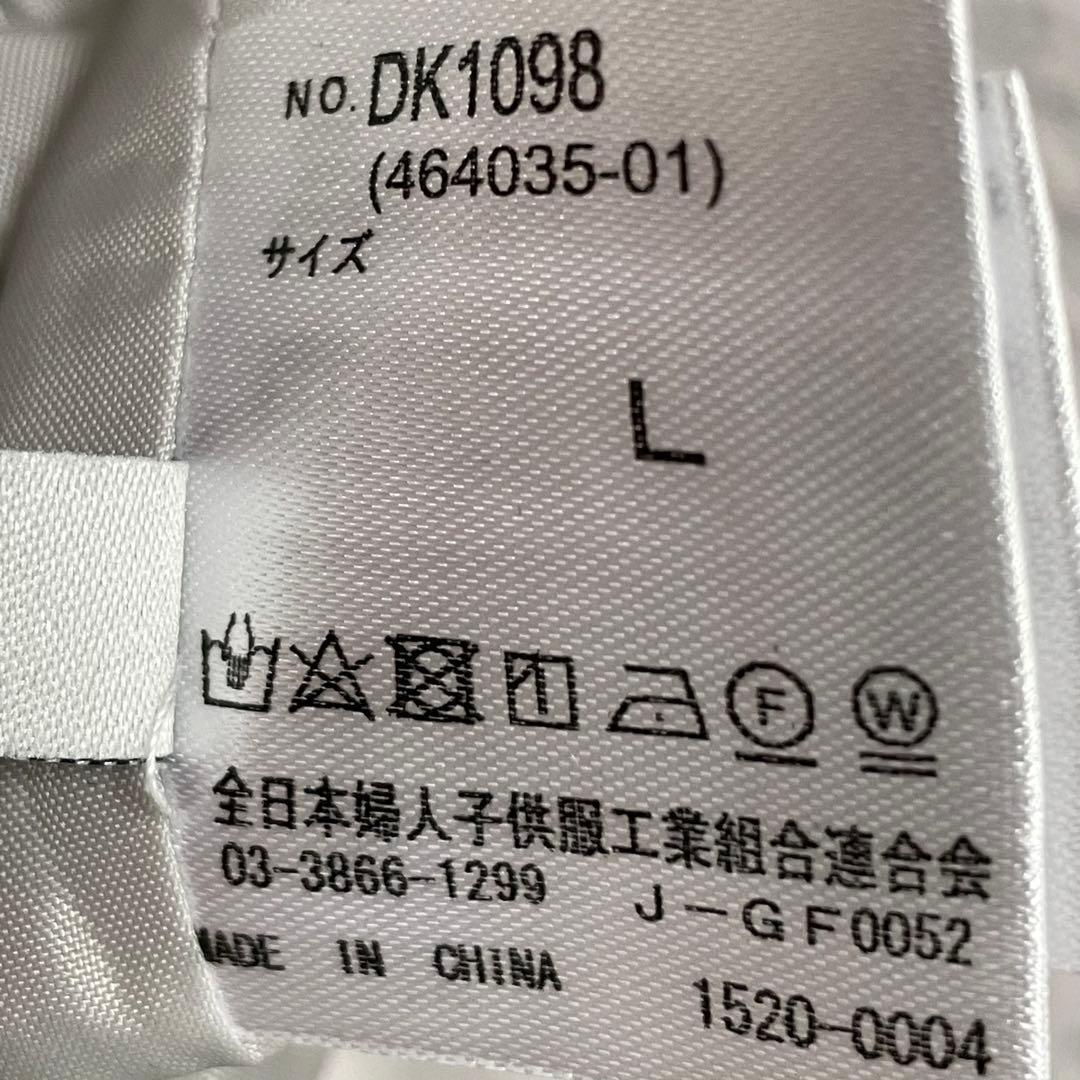 NO. DK1098
(464035-01)
サイズ
L
F W
全日本婦人子供服工業組合連合会
03-3866-1299
J-GF0052
MADE IN CHINA
1520-0004